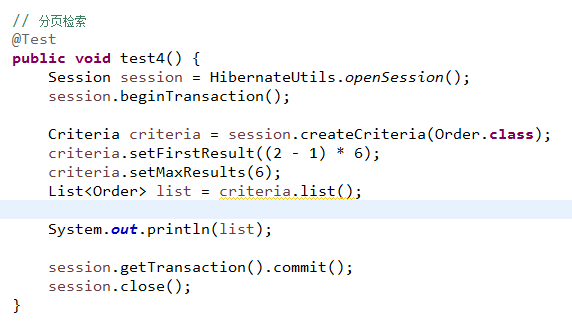 // 分页检索
@Test
public void test4() {
    Session session = HibernateUtils.openSession();
    session.beginTransaction();

    Criteria criteria = session.createCriteria(Order.class);
    criteria.setFirstResult((2 - 1) * 6);
    criteria.setMaxResults(6);
    List<Order> list = criteria.list();

    System.out.println(list);

    session.getTransaction().commit();
    session.close();
}